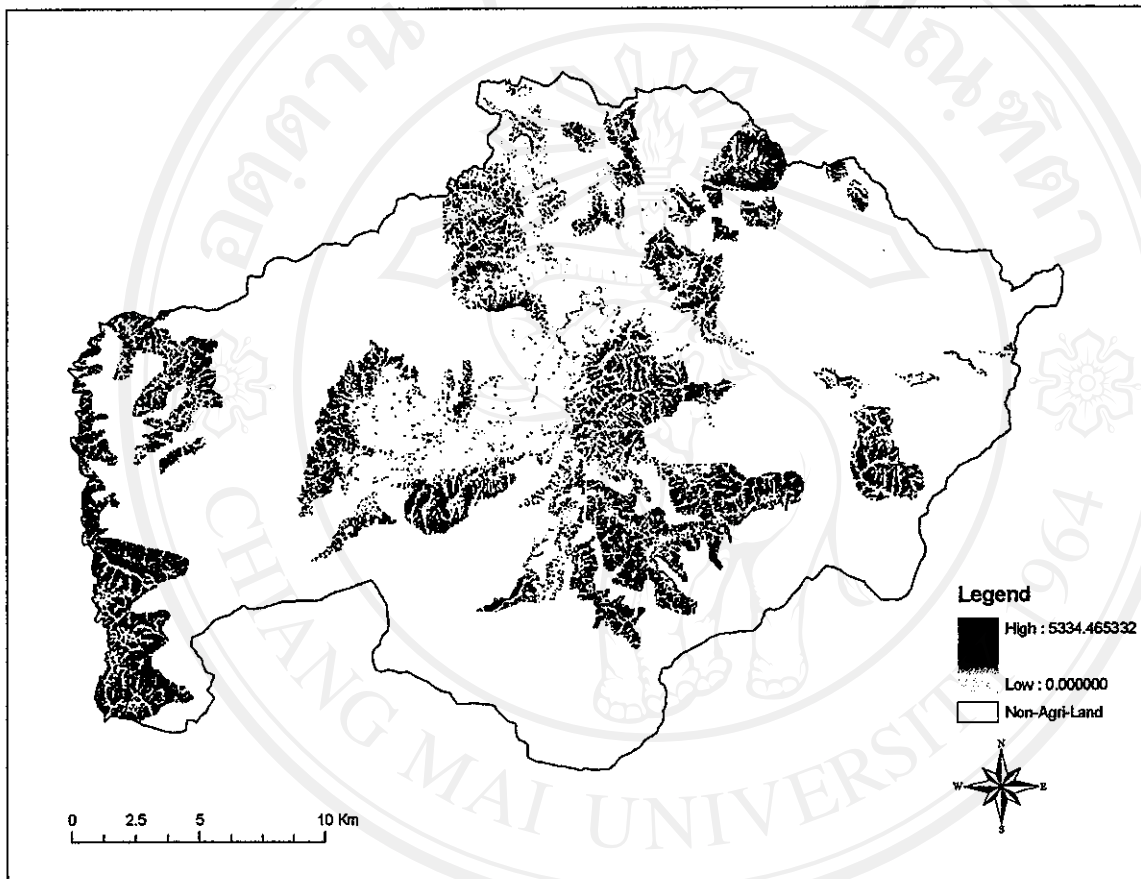 Legend
High : 5334.465332
Low : 0.000000
Non-Agri-Land
N
W
E
S
0 2.5 5 10 Km
CHIANG MAI UNIVERSITY 1964